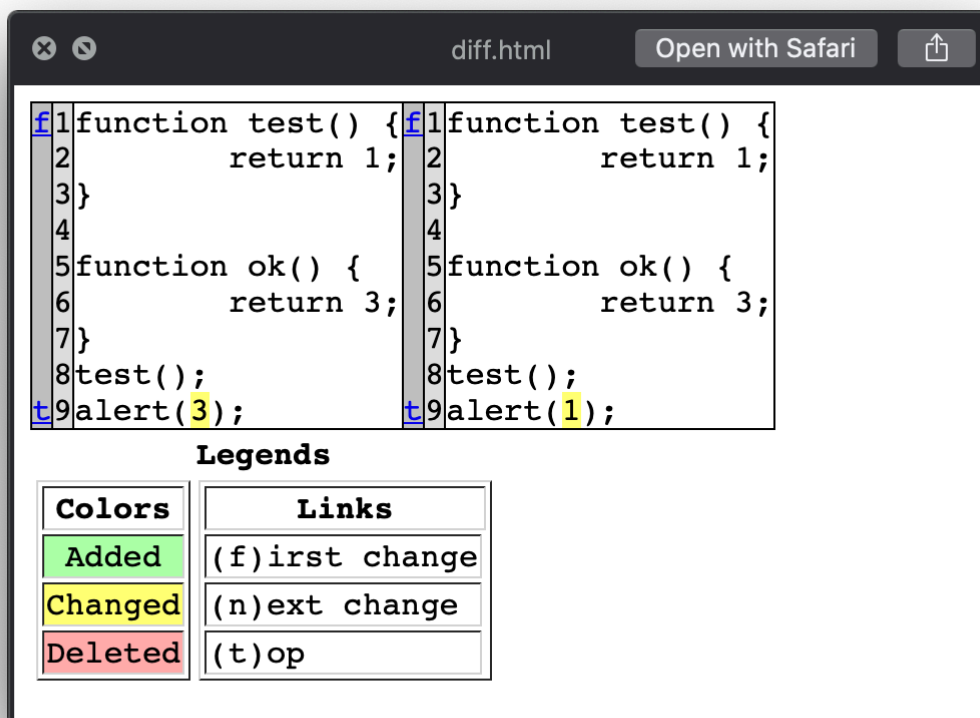 diff.html Open with Safari
f 1 function test() { f 1 function test() {
2 return 1; 2 return 1;
3 } 3 }
4 4
5 function ok() { 5 function ok() {
6 return 3; 6 return 3;
7 } 7 }
8 test(); 8 test();
t 9 alert(3); t 9 alert(1);
Legends
Colors Links
Added (f)irst change
Changed (n)ext change
Deleted (t)op